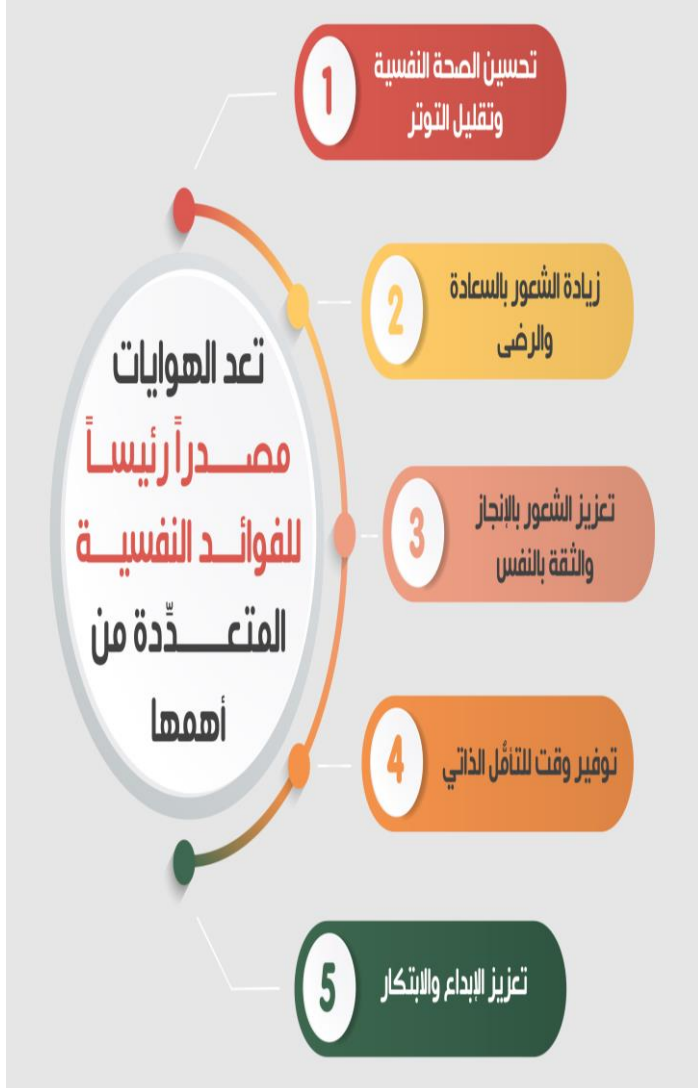 تعد الهوايات
مصدراً رئيساً
للفوائد النفسية
المتعدِّدة من
أهمها
1
تحسين الصحة النفسية
وتقليل التوتر
2
زيادة الشعور بالسعادة
والرضى
3
تعزيز الشعور بالإنجاز
والثقة بالنفس
4
توفير وقت للتأمُّل الذاتي
5
تعزيز الإبداع والابتكار